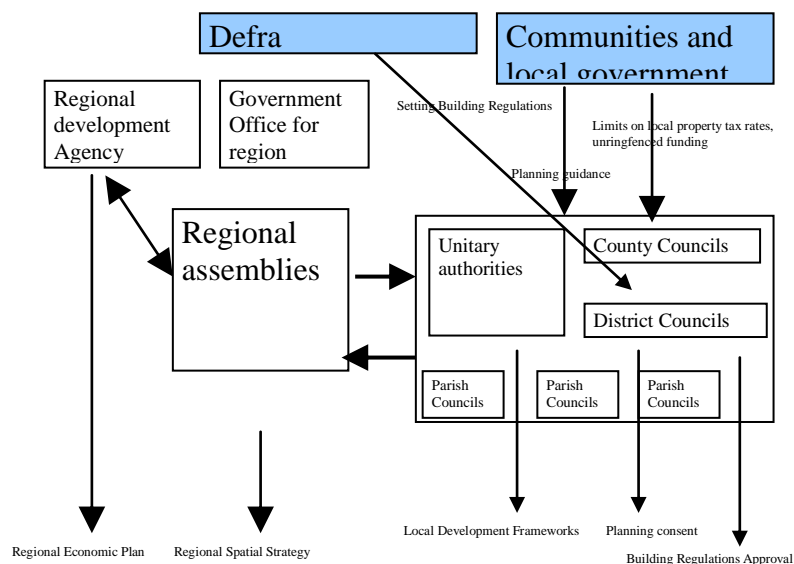 Defra
Communities and
local government
Regional
development
Agency
Government
Office for
region
Setting Building Regulations
Limits on local property tax rates,
unringfenced funding
Planning guidance
Regional
assemblies
Unitary
authorities
County Councils
District Councils
Parish
Councils
Parish
Councils
Parish
Councils
Local Development Frameworks
Planning consent
Regional Economic Plan
Regional Spatial Strategy
Building Regulations Approval